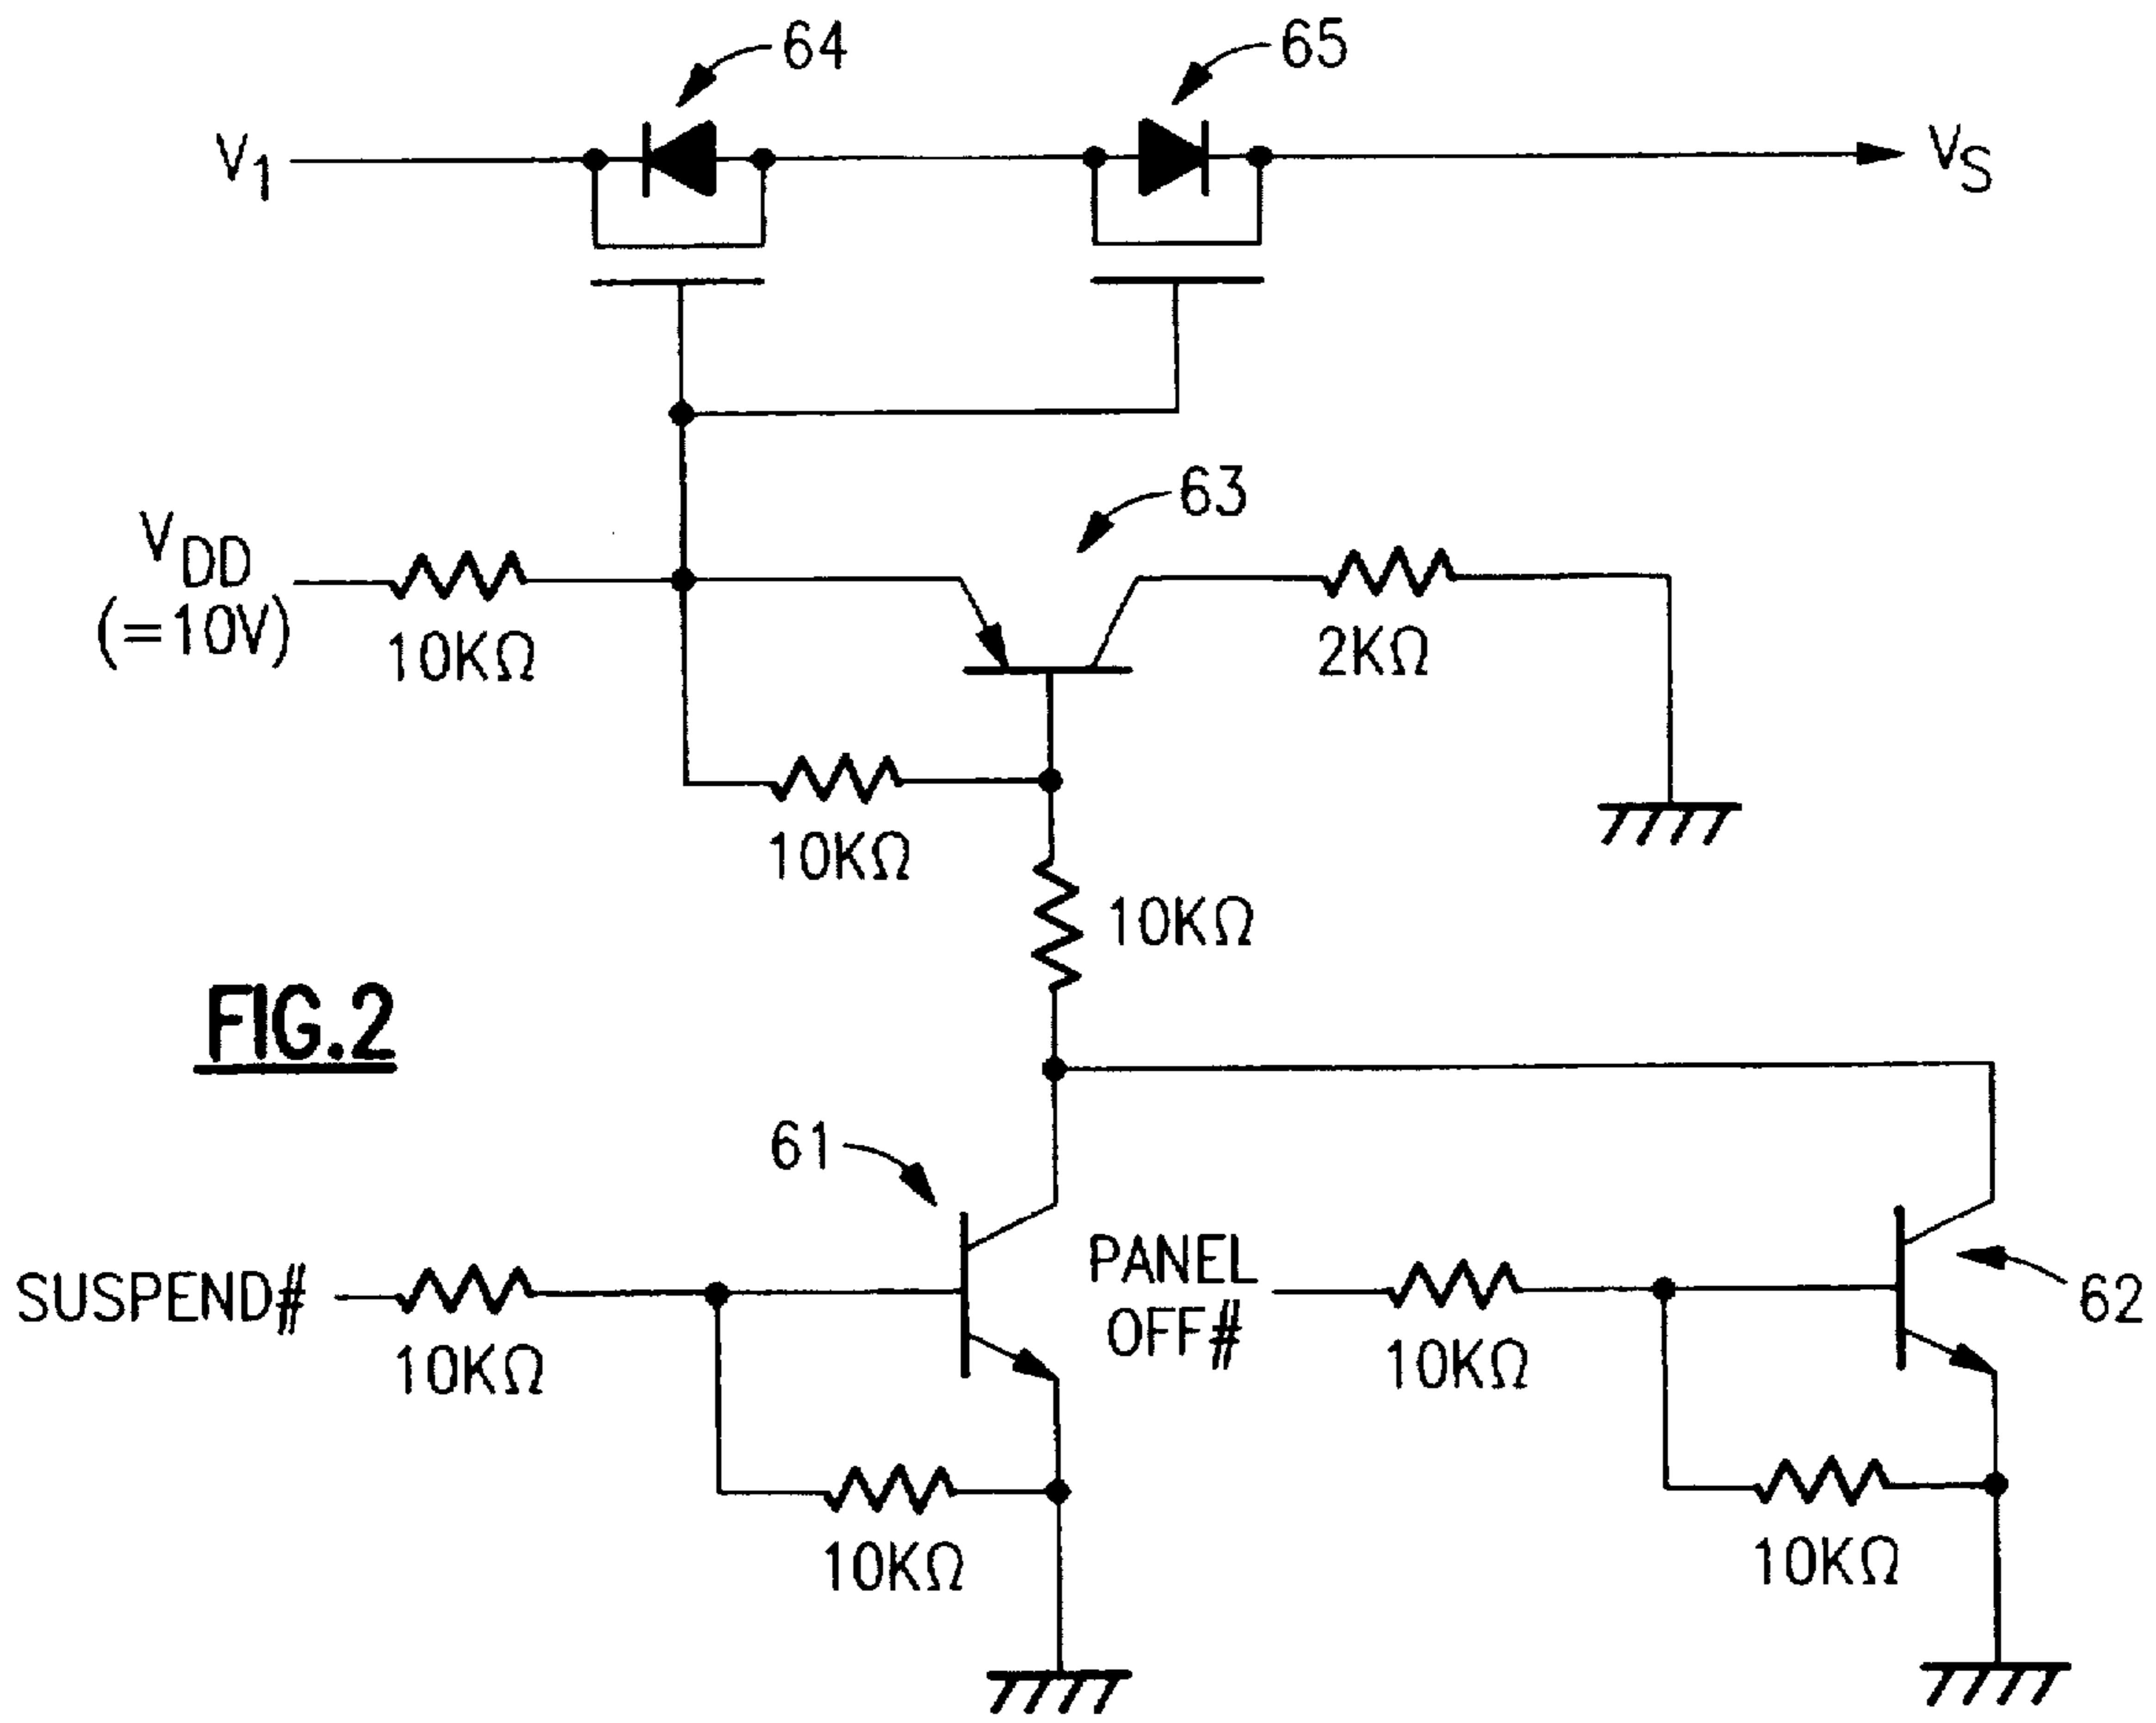 64
65
V1
VS
63
VDD
(=10V)
10KΩ
2KΩ
10KΩ
10KΩ
FIG.2
61
PANEL
OFF#
SUSPEND#
62
10KΩ
10KΩ
10KΩ
10KΩ